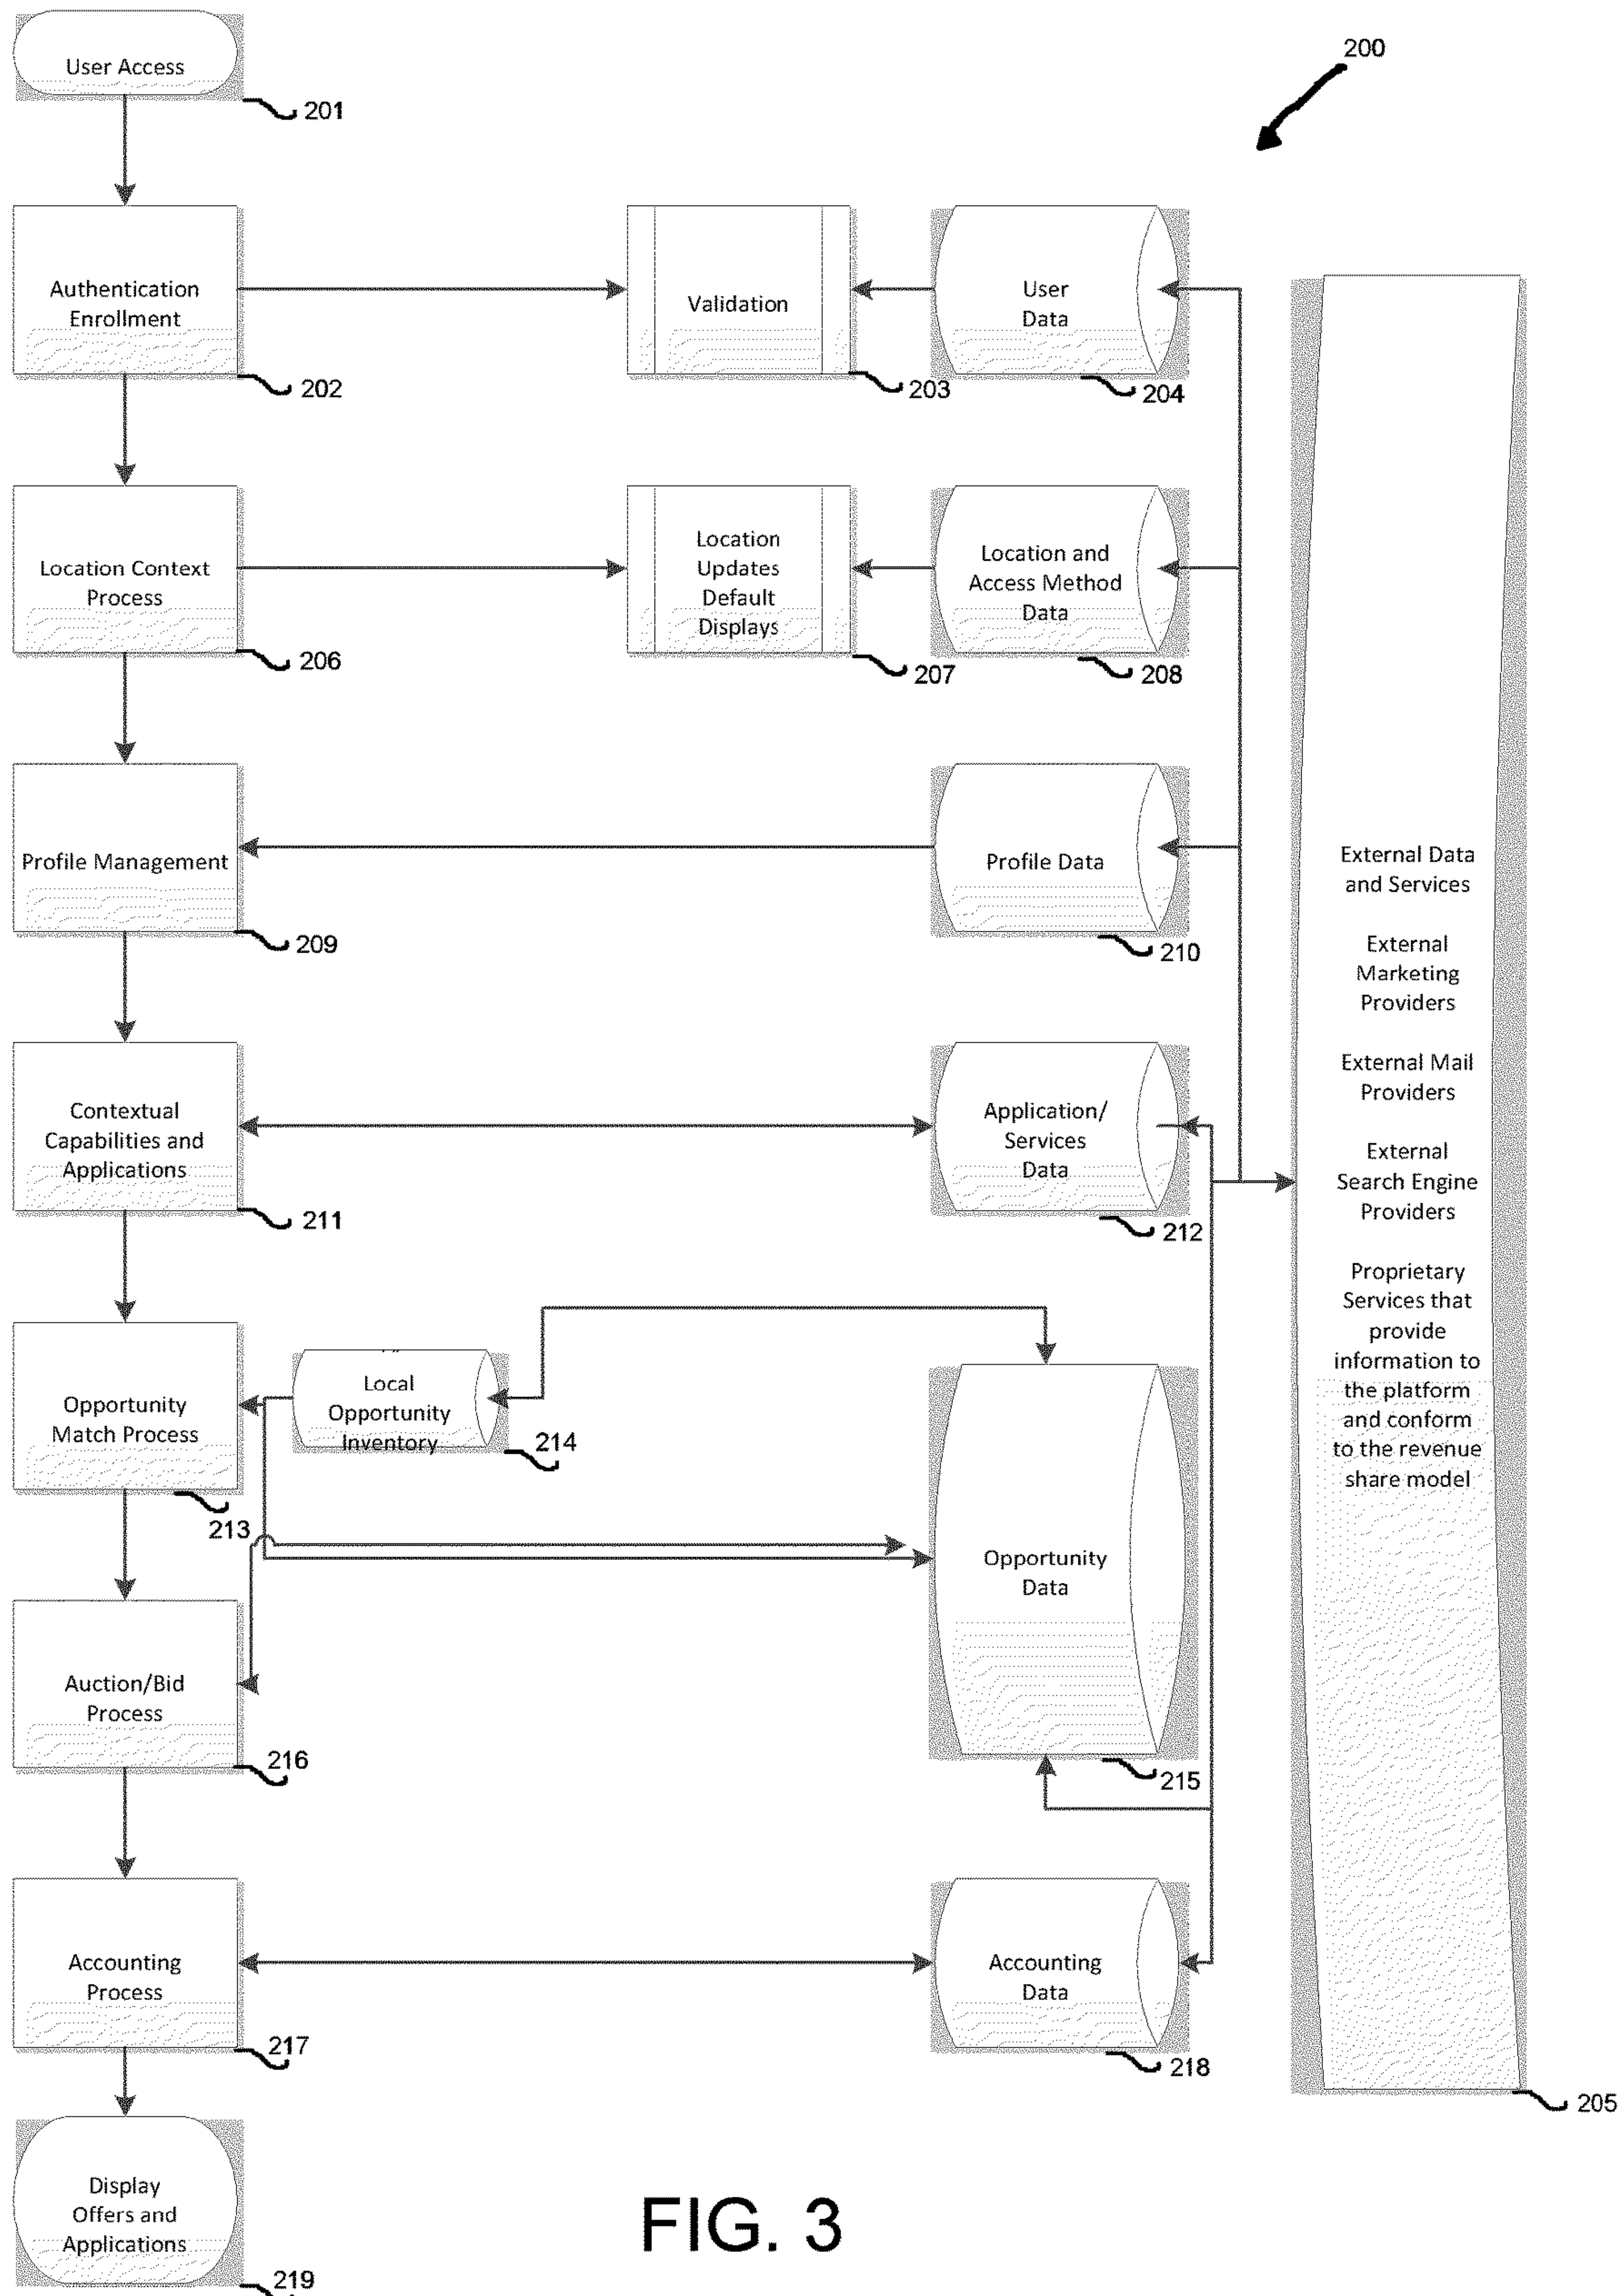 200
User Access
201
Authentication
Enrollment
202
Validation
203
User
Data
204
Location Context
Process
206
Location
Updates
Default
Displays
207
Location and
Access Method
Data
208
Profile Management
209
Profile Data
210
External Data
and Services
External
Marketing
Providers
External Mail
Providers
External
Search Engine
Providers
Proprietary
Services that
provide
information to
the platform
and conform
to the revenue
share model
205
Contextual
Capabilities and
Applications
211
Application/
Services
Data
212
Opportunity
Match Process
213
Local
Opportunity
Inventory
214
Opportunity
Data
215
Auction/Bid
Process
216
Accounting
Process
217
Accounting
Data
218
Display
Offers and
Applications
219
FIG. 3